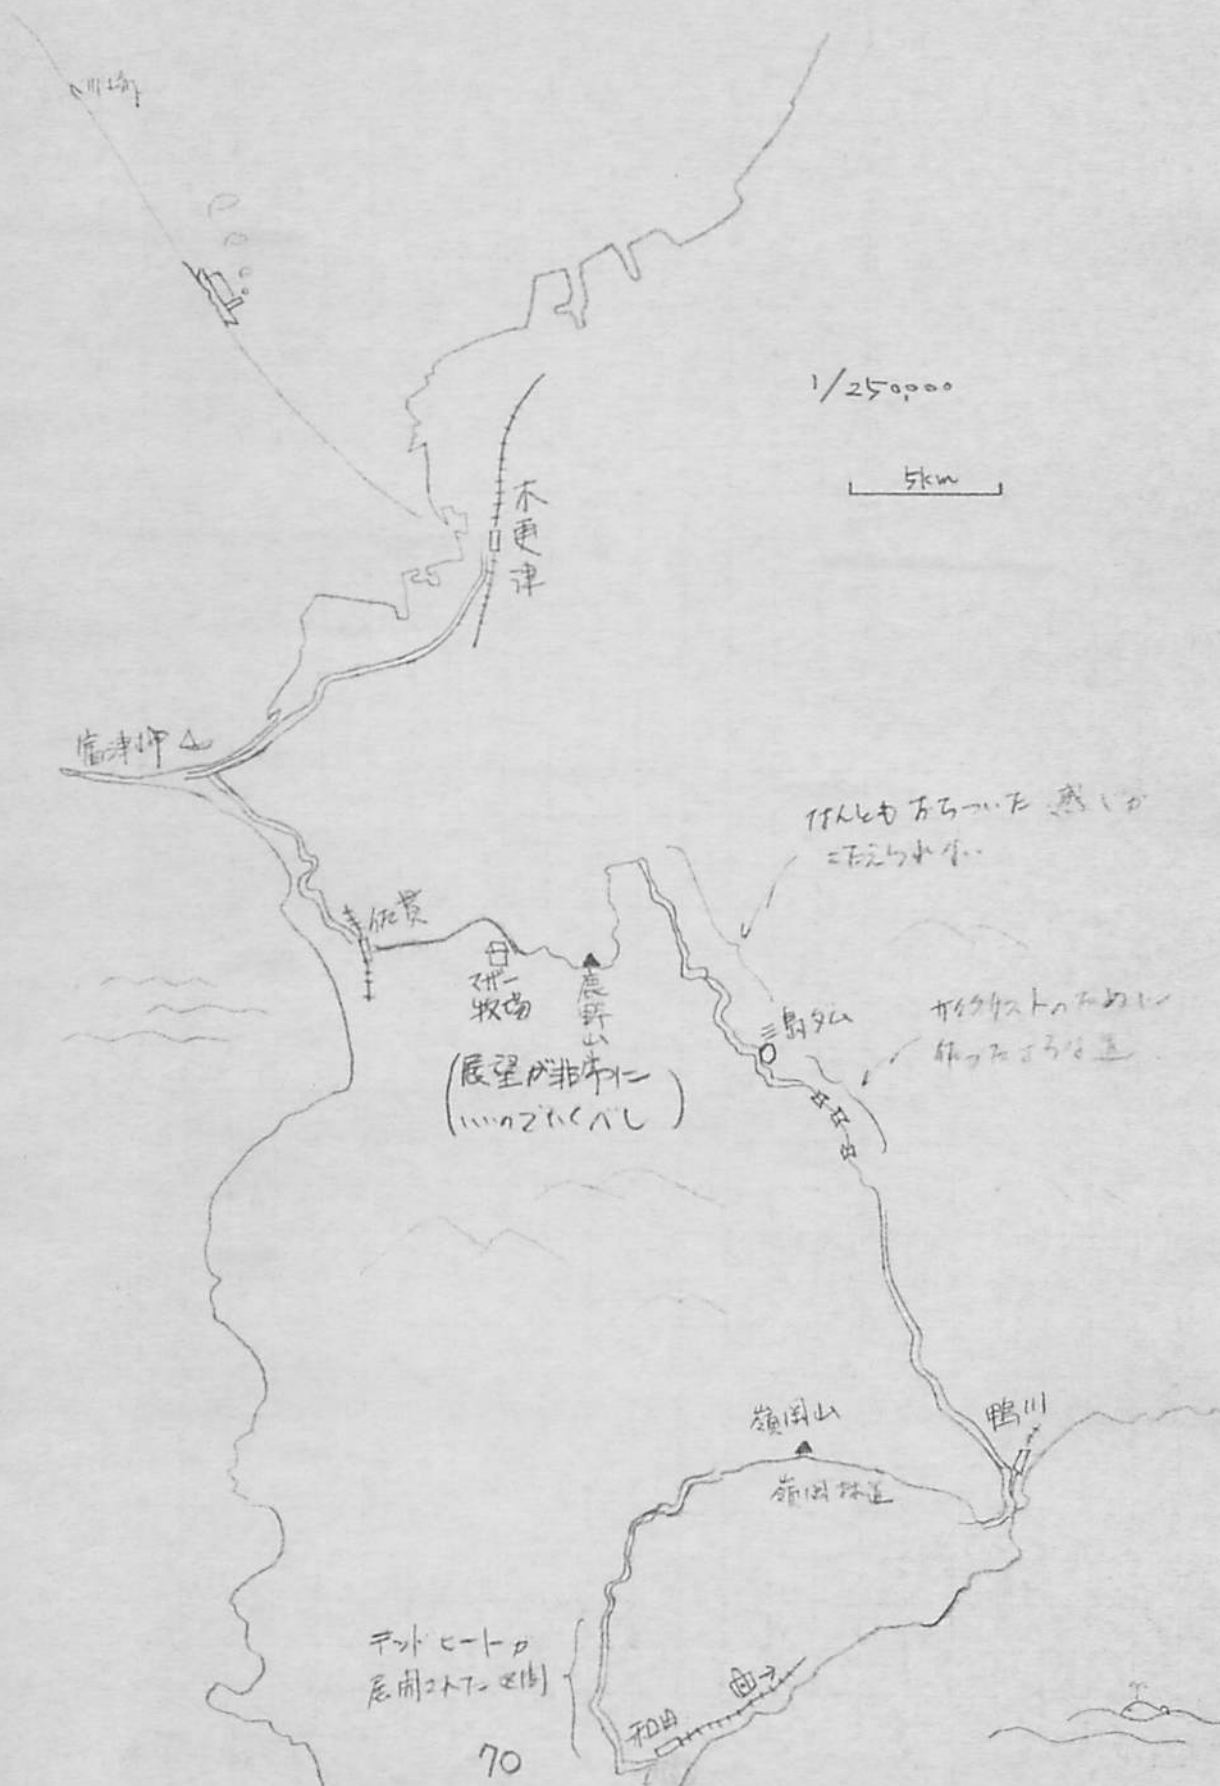 川崎
1/250,000
5km
木更津
富津岬
なんとも おちついた 感じが
こたえられない
佐貫
マザー
牧場
鹿野山
(展望が非常に
いいのでいくべし)
三島ダム
サイクリストのために
作ったような道
嶺岡山
鴨川
嶺岡林道
デッドヒートが
展開された区間
和田
70